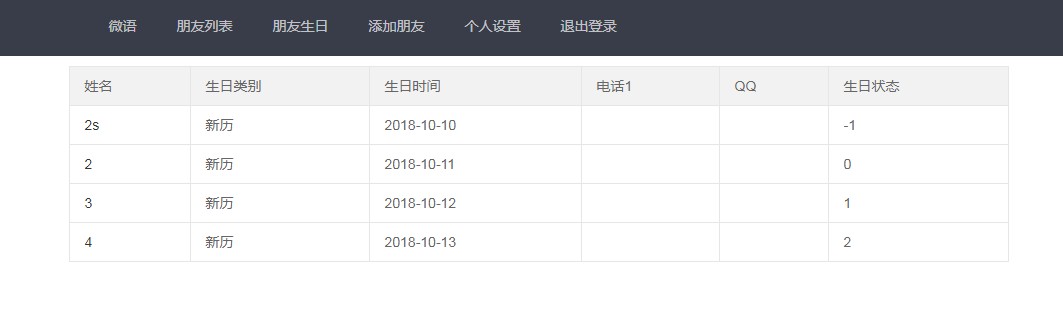 微语 朋友列表 朋友生日 添加朋友 个人设置 退出登录
姓名 生日类别 生日时间 电话1 QQ 生日状态
2s 新历 2018-10-10 -1
2 新历 2018-10-11 0
3 新历 2018-10-12 1
4 新历 2018-10-13 2